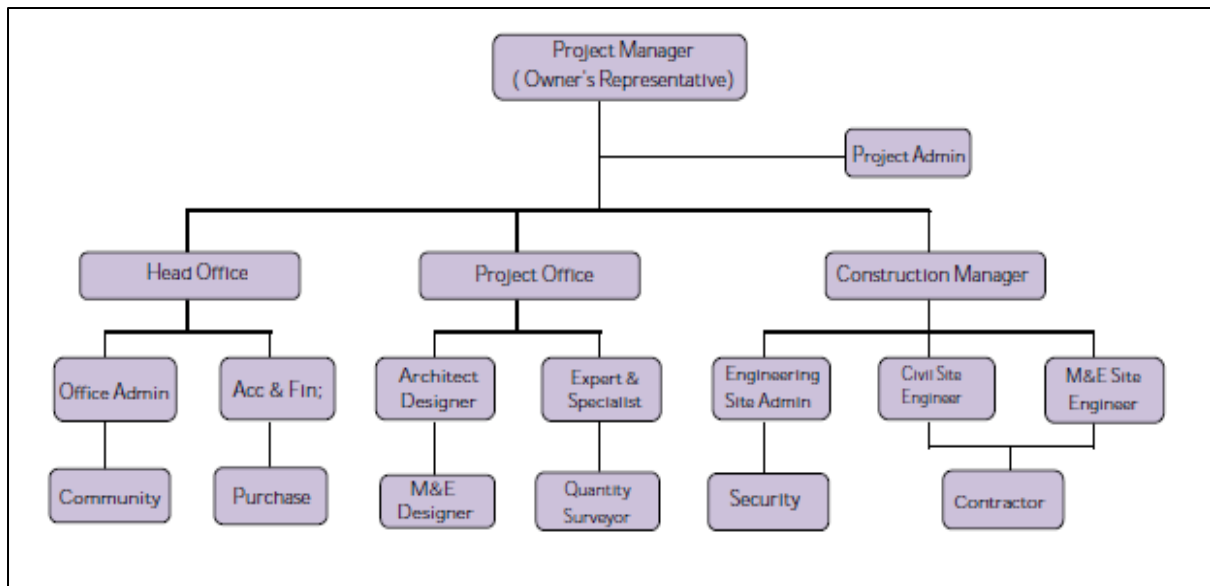 Project Manager
( Owner's Representative)
Project Admin
Head Office
Project Office
Construction Manager
Office Admin
Acc & Fin;
Architect
Designer
Expert &
Specialist
Engineering
Site Admin
Civil Site
Engineer
M&E Site
Engineer
Community
Purchase
M&E
Designer
Quantity
Surveyor
Security
Contractor